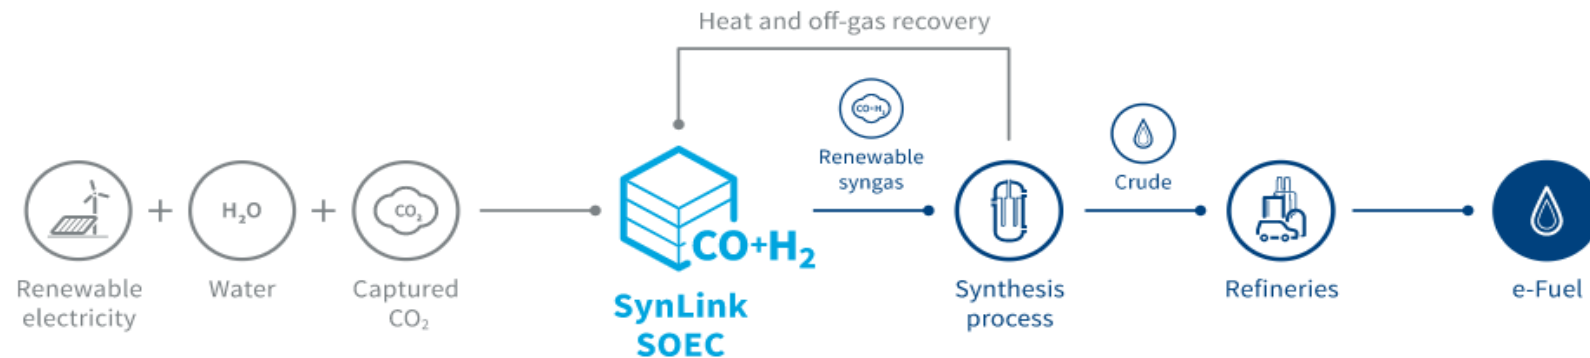 Heat and off-gas recovery
CO+H₂
Renewable
syngas
Crude
H₂O
CO₂
CO+H₂
Renewable
electricity
Water
Captured
CO₂
SynLink
SOEC
Synthesis
process
Refineries
e-Fuel